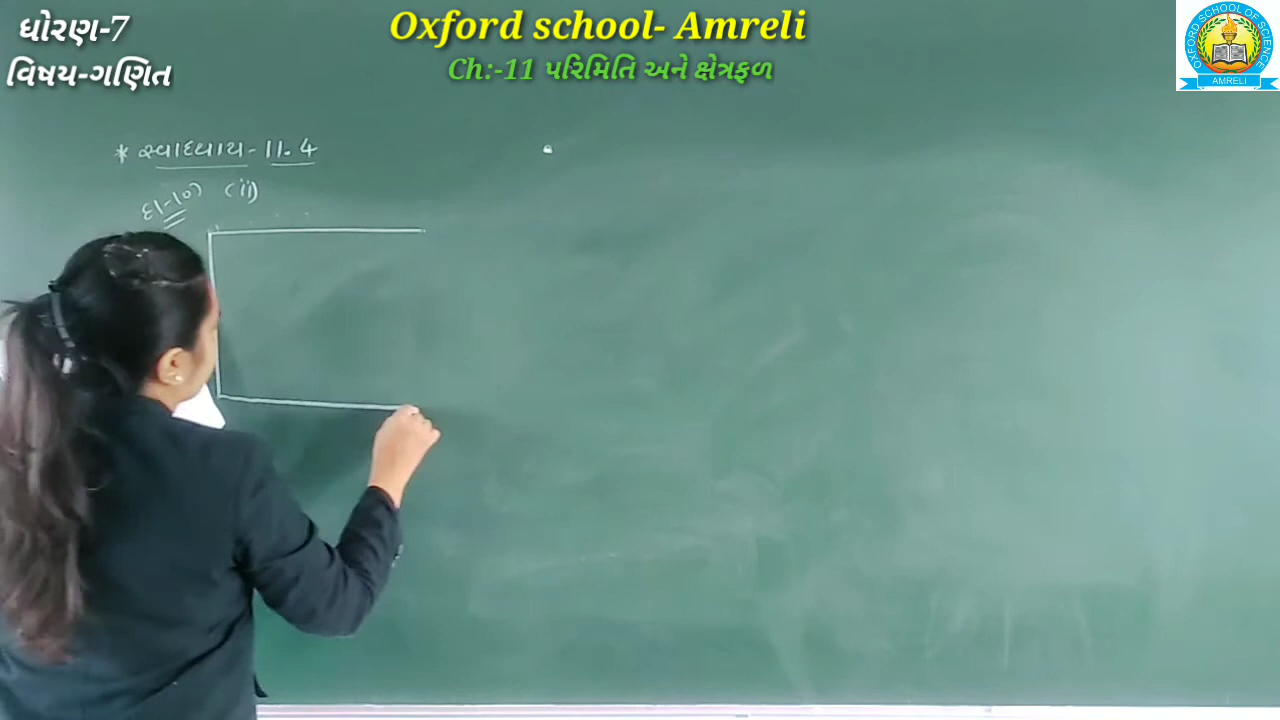 ધોરણ-7
વિષય-ગણિત
Oxford school- Amreli
Ch:-11 પરિમિતિ અને ક્ષેત્રફળ
OXFORD SCHOOL OF SCIENCE
AMRELI
* સ્વાધ્યાય - 11.4
દા-10 (ii)